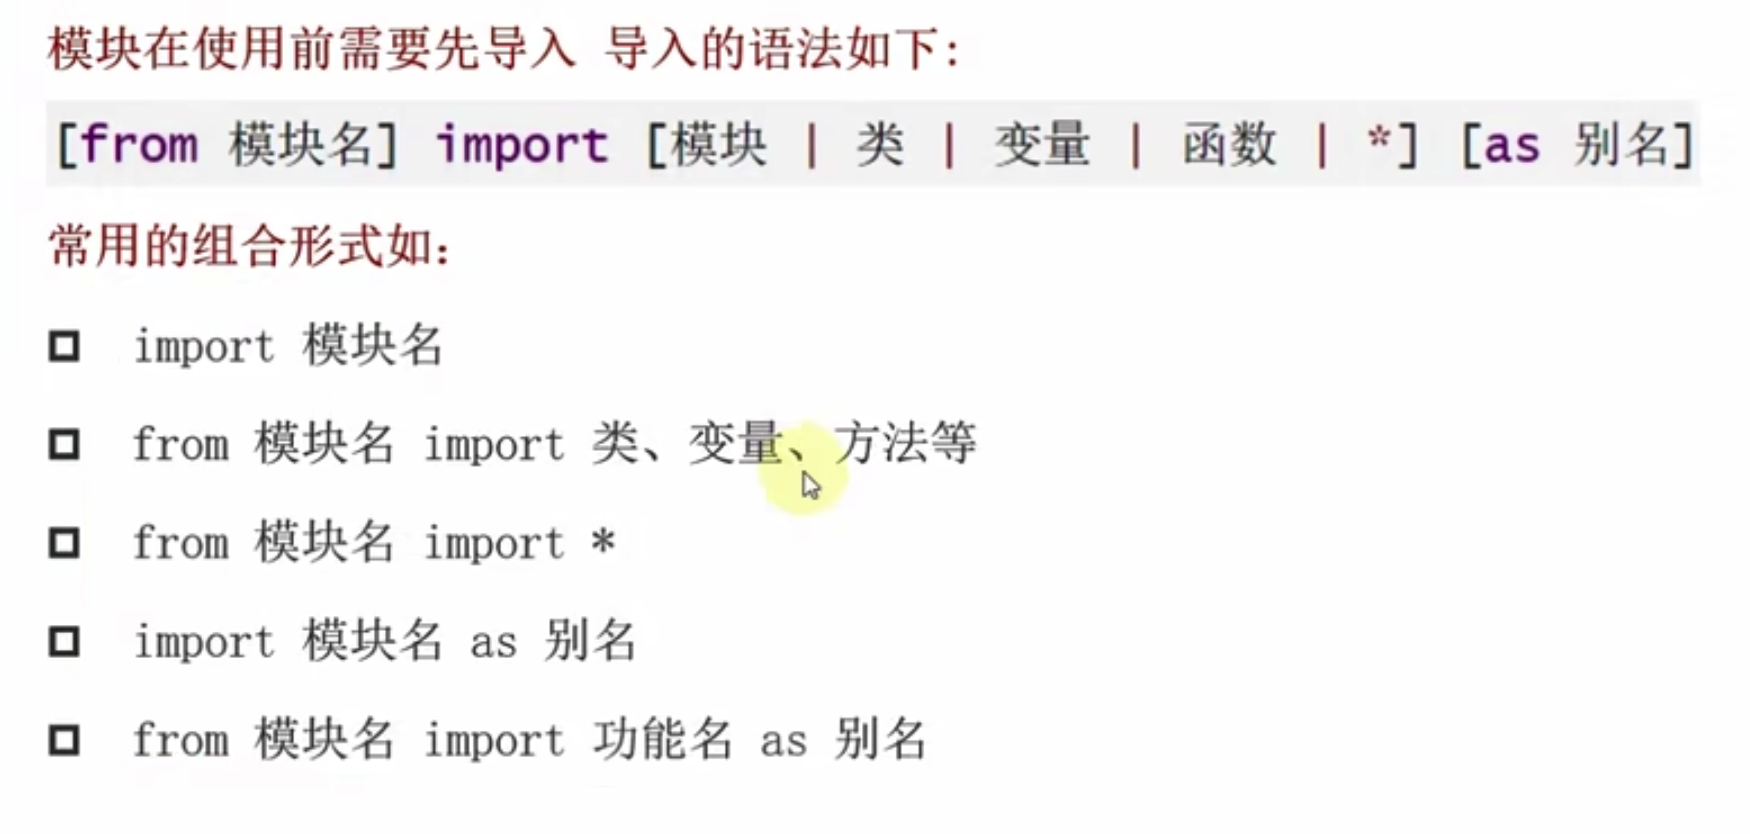 模块在使用前需要先导入 导入的语法如下:
[from 模块名] import [模块 | 类 | 变量 | 函数 | *] [as 别名]
常用的组合形式如：
import 模块名
from 模块名 import 类、变量、方法等
from 模块名 import *
import 模块名 as 别名
from 模块名 import 功能名 as 别名